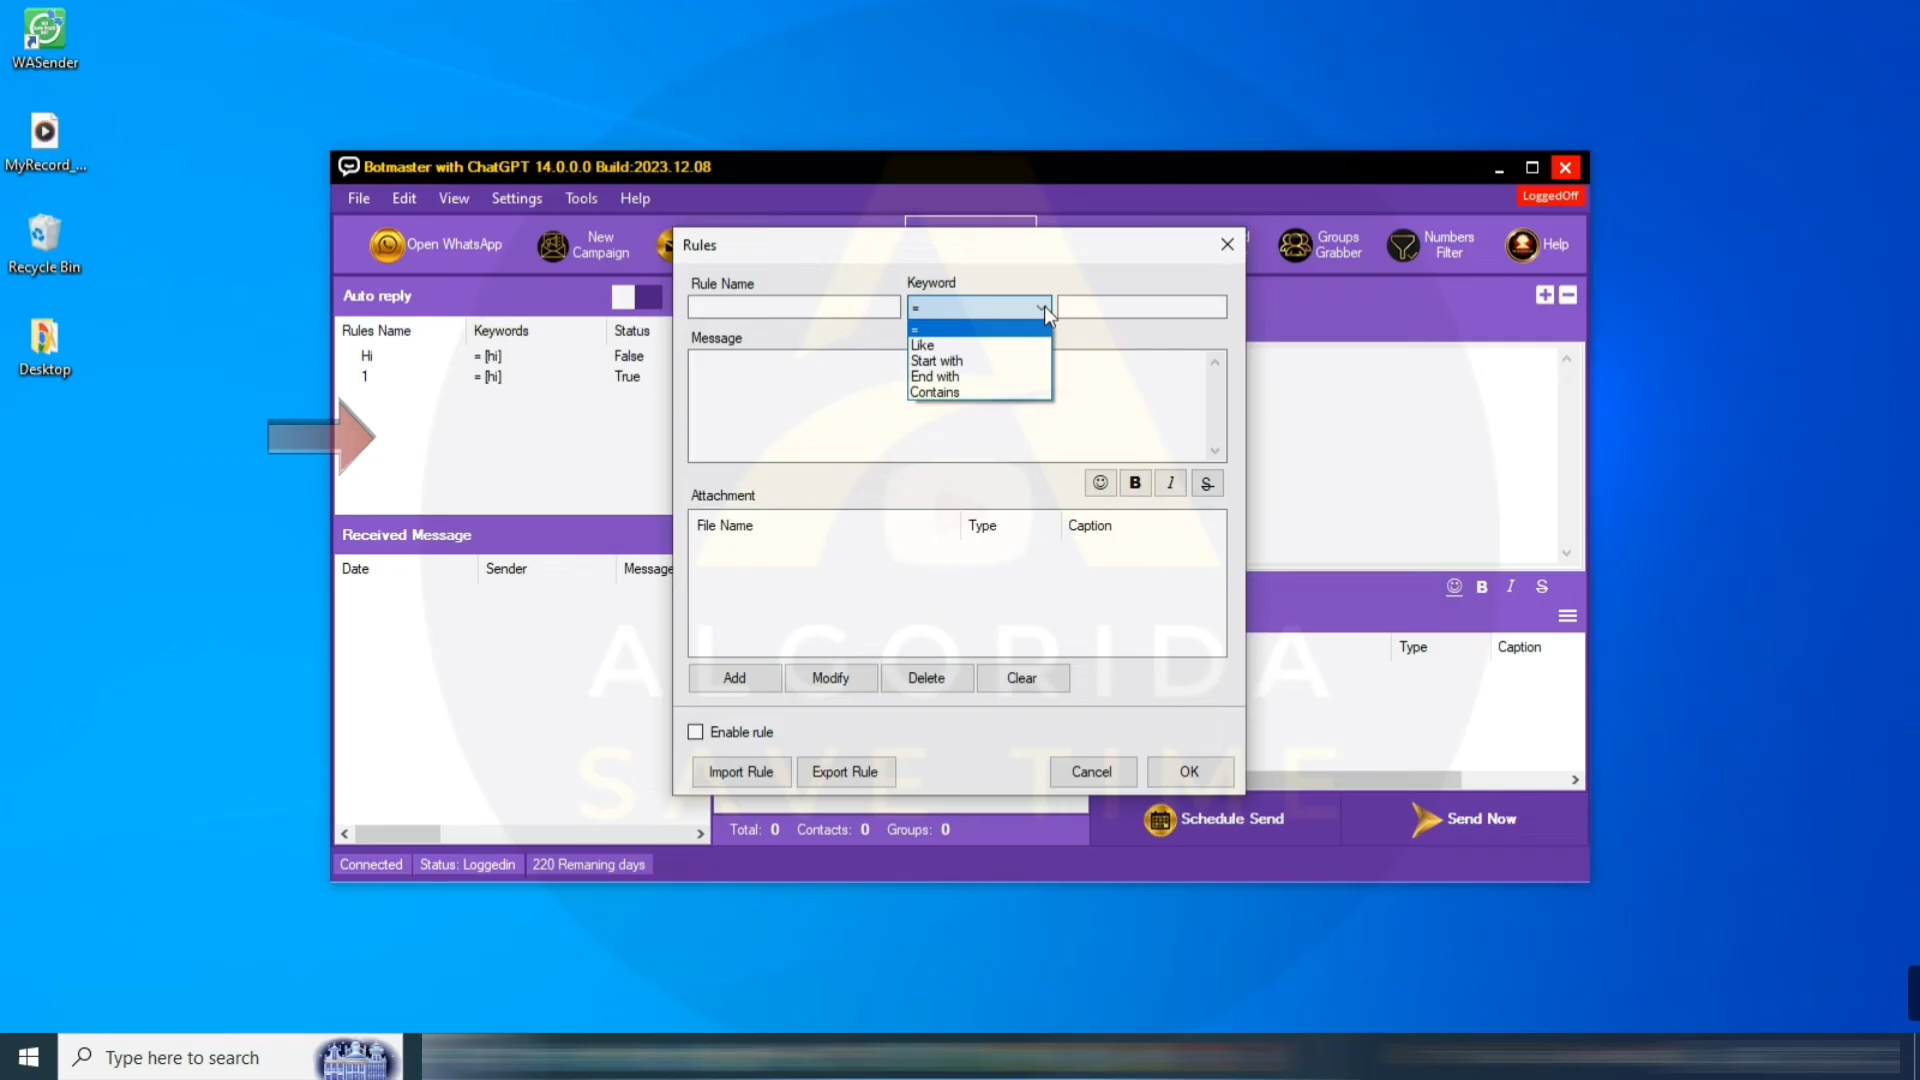 WASender
MyRecord_...
Recycle Bin
Desktop
Botmaster with ChatGPT 14.0.0.0 Build:2023.12.08
File Edit View Settings Tools Help
LoggedOff
Open WhatsApp
New
Campaign
Groups
Grabber
Numbers
Filter
Help
Auto reply
Rules Name Keywords Status
Hi = [hi] False
1 = [hi] True
Received Message
Date Sender Message
Rules
Rule Name Keyword
=
=
Like
Start with
End with
Contains
Message
B I S
Attachment
File Name Type Caption
Add Modify Delete Clear
Enable rule
Import Rule Export Rule Cancel OK
B I S
Type Caption
ALGORIDA
SAVE TIME
Total: 0 Contacts: 0 Groups: 0
Schedule Send
Send Now
Connected Status: Loggedin 220 Remaning days
Type here to search